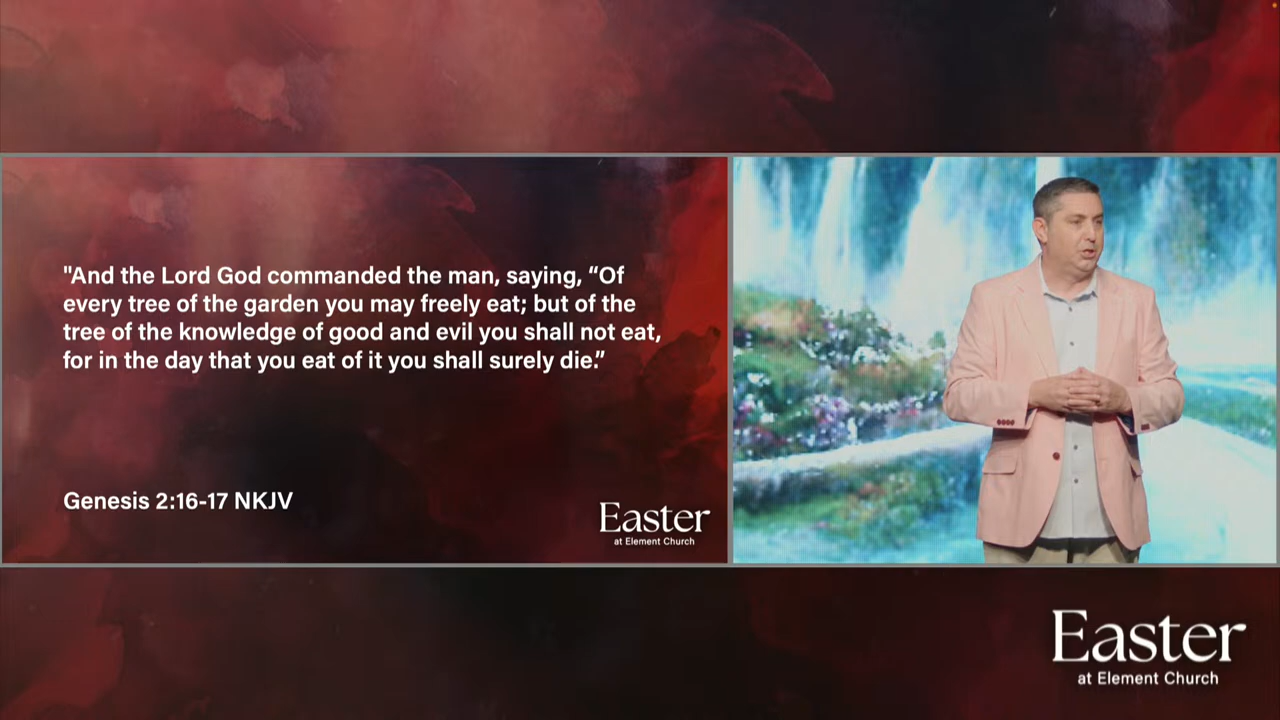 "And the Lord God commanded the man, saying, “Of
every tree of the garden you may freely eat; but of the
tree of the knowledge of good and evil you shall not eat,
for in the day that you eat of it you shall surely die.”
Genesis 2:16-17 NKJV
Easter
at Element Church
Easter
at Element Church